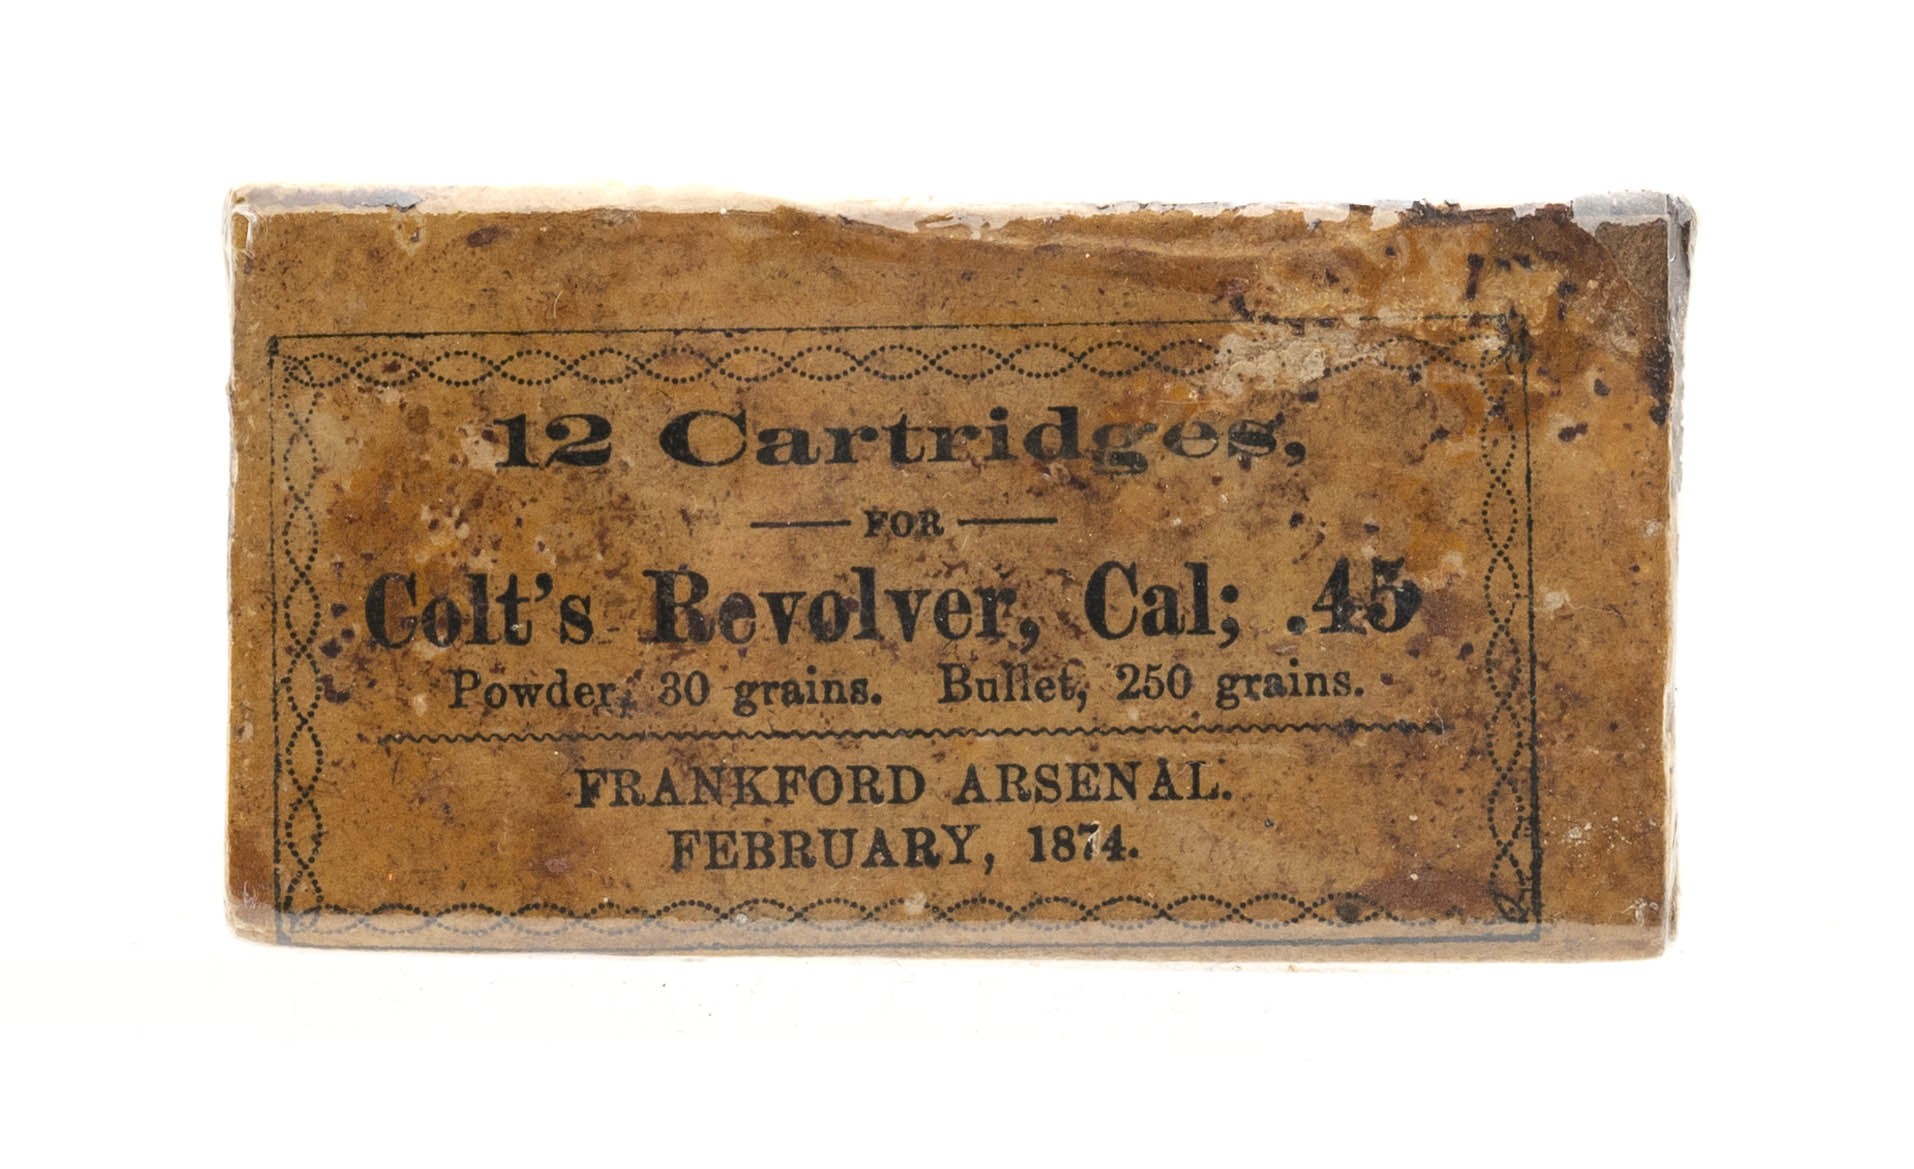 12 Cartridges,
FOR
Colt's Revolver, Cal; .45
Powder, 30 grains. Bullet, 250 grains.
FRANKFORD ARSENAL.
FEBRUARY, 1874.